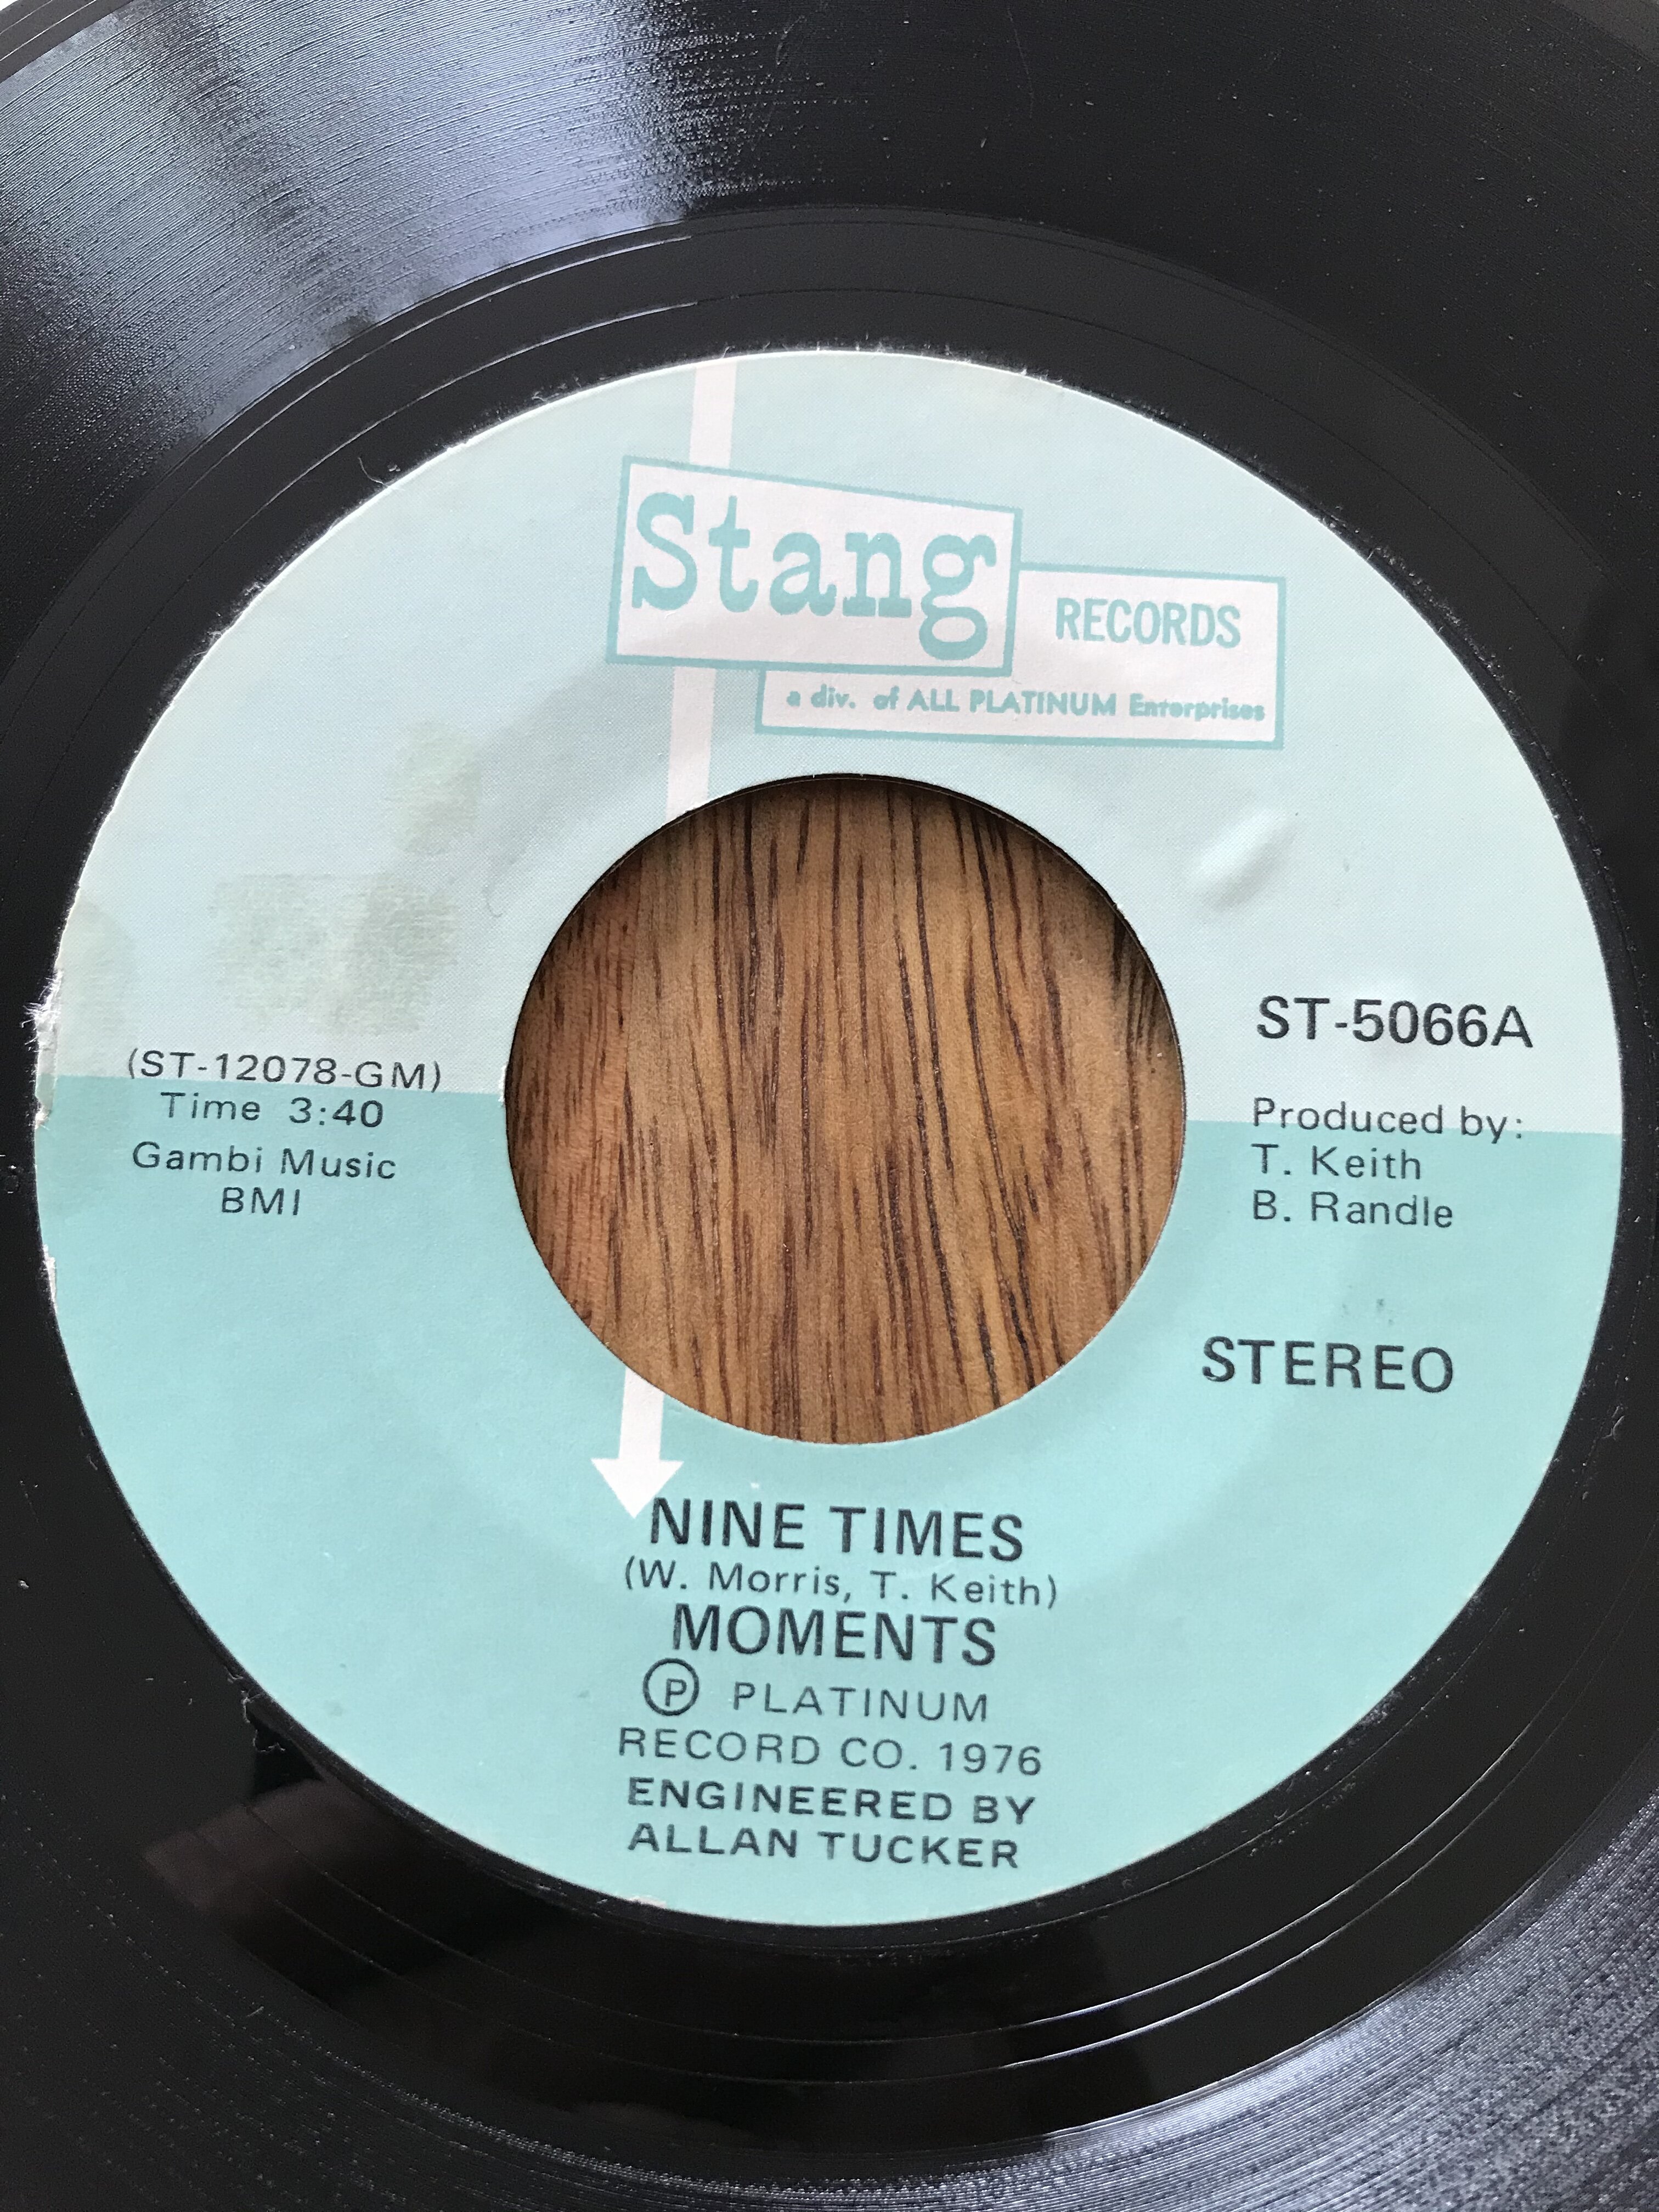 Stang
RECORDS
a div. of ALL PLATINUM Enterprises
ST-5066A
(ST-12078-GM)
Time 3:40
Gambi Music
BMI
Produced by:
T. Keith
B. Randle
STEREO
NINE TIMES
(W. Morris, T. Keith)
MOMENTS
Ⓟ PLATINUM
RECORD CO. 1976
ENGINEERED BY
ALLAN TUCKER